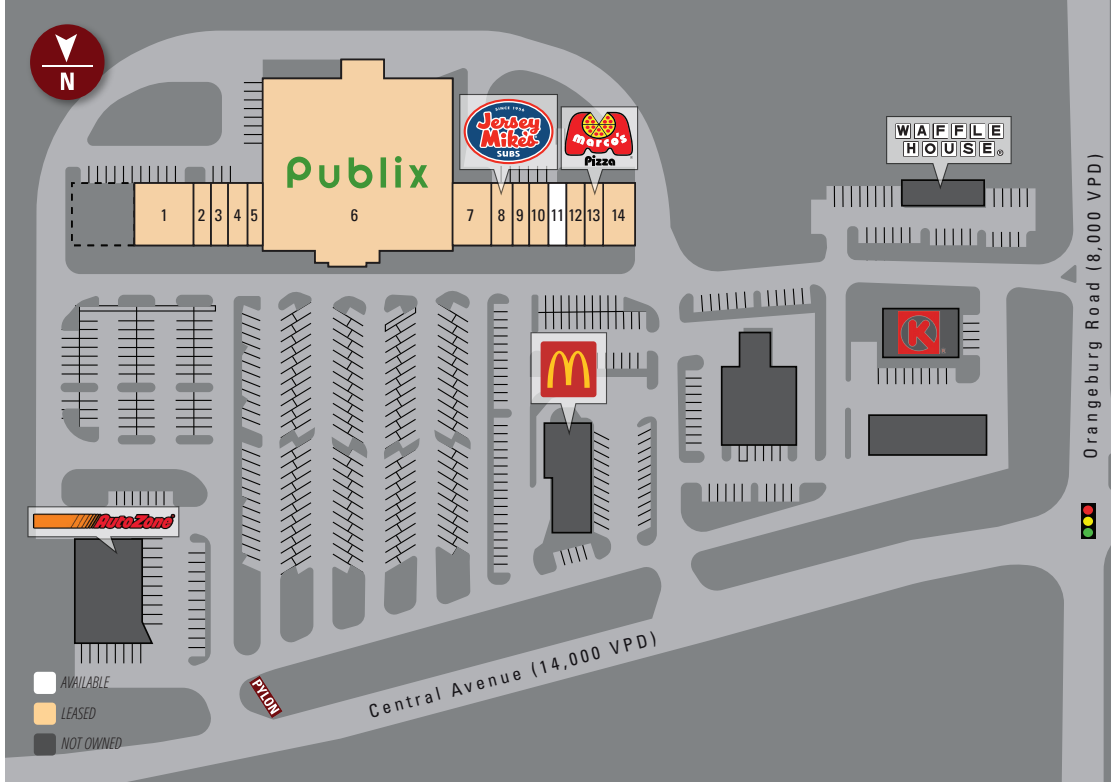 N
Publix
SINCE 1956
Jersey
Mike's
SUBS
marco's
Pizza
WAFFLE
HOUSE®
1
2
3
4
5
6
7
8
9
10
11
12
13
14
Orangeburg Road (8,000 VPD)
K
M
AutoZone
PYLON
Central Avenue (14,000 VPD)
AVAILABLE
LEASED
NOT OWNED